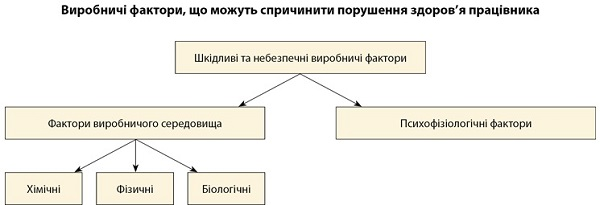 Виробничі фактори, що можуть спричинити порушення здоров’я працівника
Шкідливі та небезпечні виробничі фактори
Фактори виробничого середовища
Психофізіологічні фактори
Хімічні
Фізичні
Біологічні